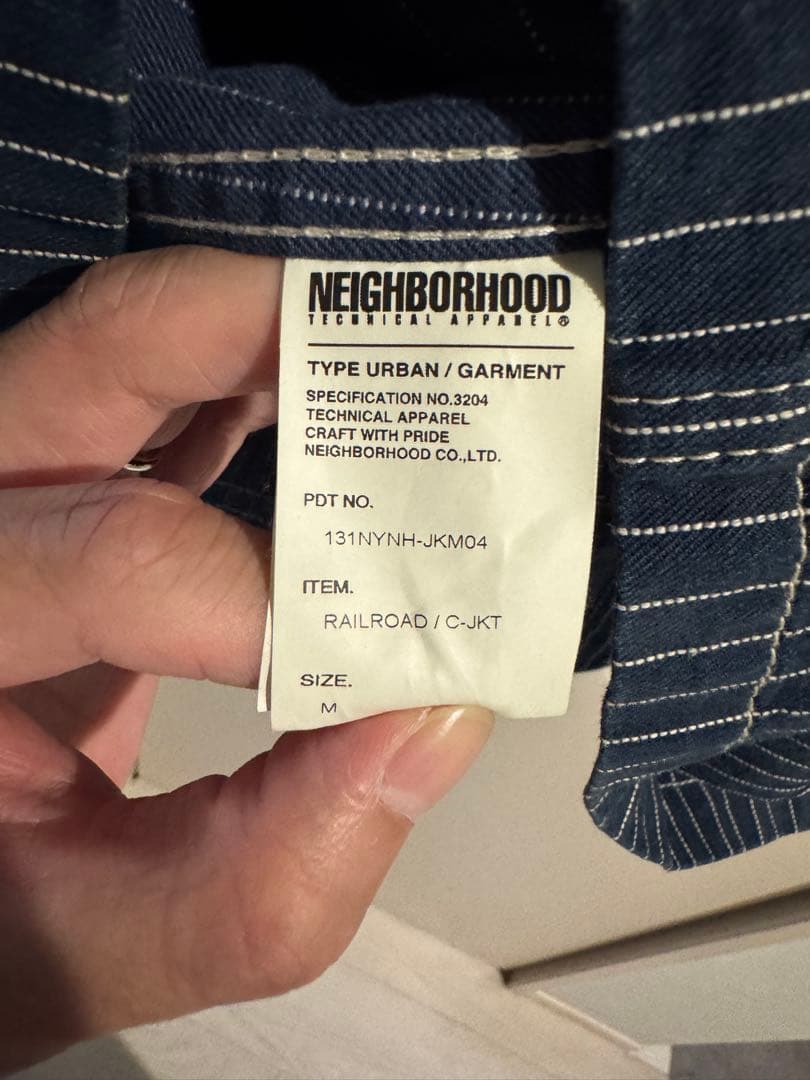 NEIGHBORHOOD
TECHNICAL APPAREL®
TYPE URBAN / GARMENT
SPECIFICATION NO.3204
TECHNICAL APPAREL
CRAFT WITH PRIDE
NEIGHBORHOOD CO.,LTD.
PDT NO.
131NYNH-JKM04
ITEM.
RAILROAD / C-JKT
SIZE.
M